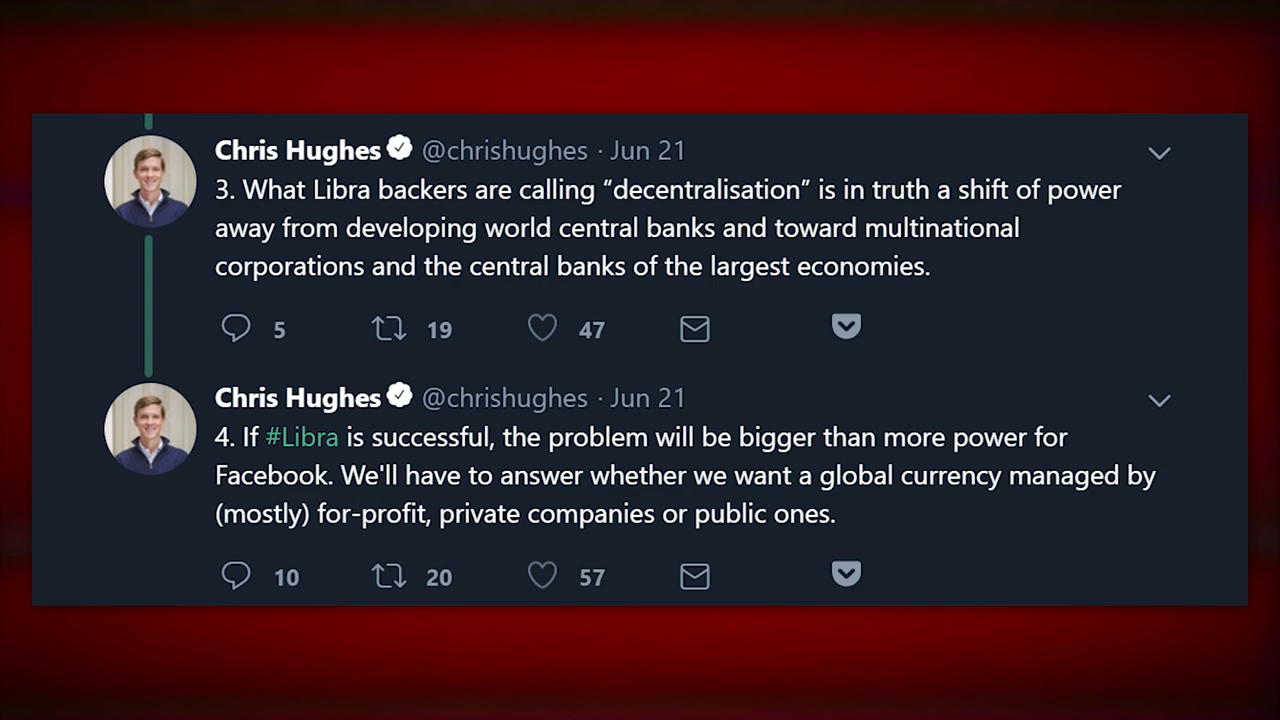 Chris Hughes @chrishughes · Jun 21
3. What Libra backers are calling “decentralisation” is in truth a shift of power
away from developing world central banks and toward multinational
corporations and the central banks of the largest economies.
5 19 47
Chris Hughes @chrishughes · Jun 21
4. If #Libra is successful, the problem will be bigger than more power for
Facebook. We'll have to answer whether we want a global currency managed by
(mostly) for-profit, private companies or public ones.
10 20 57